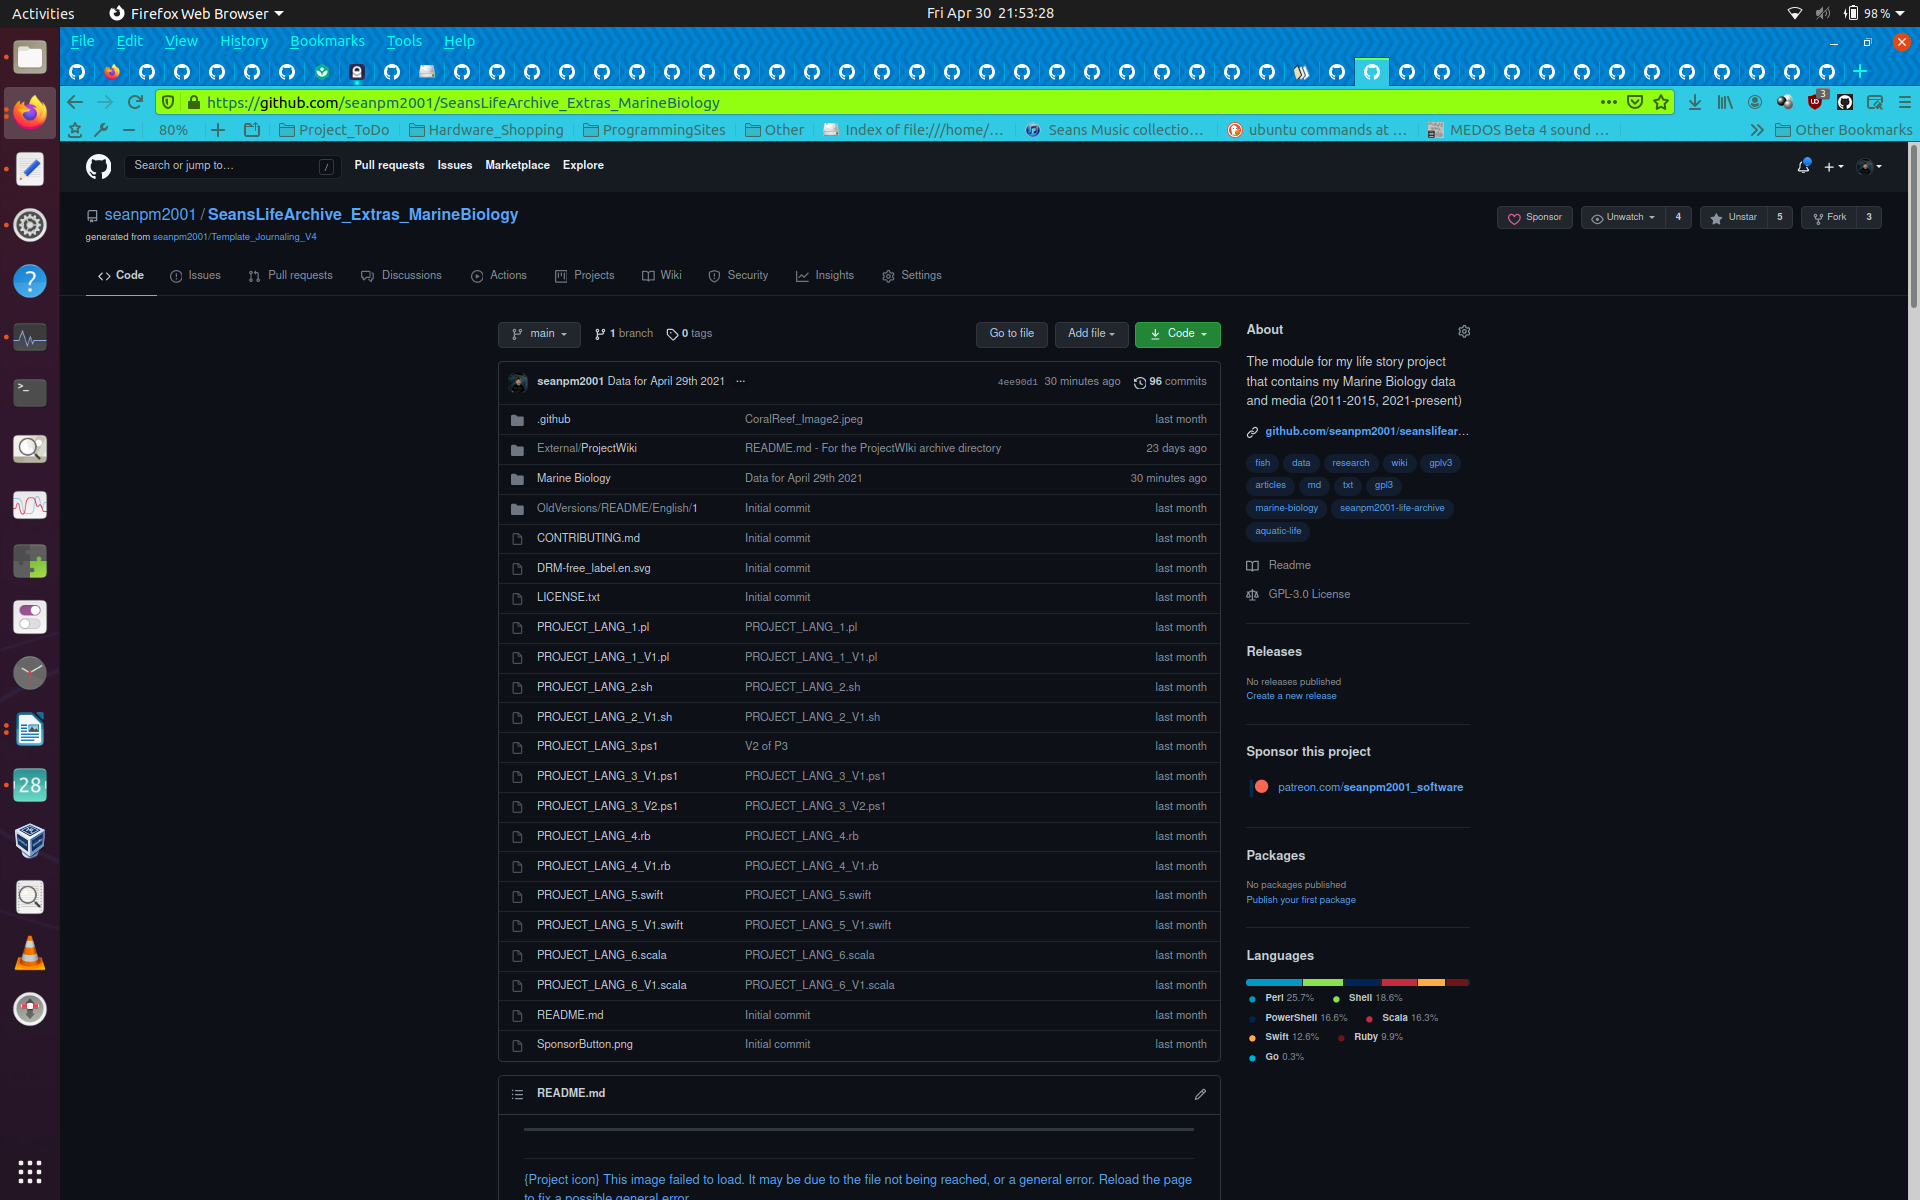 Activities
Firefox Web Browser
Fri Apr 30 21:53:28
98 %
File Edit View History Bookmarks Tools Help
https://github.com/seanpm2001/SeansLifeArchive_Extras_MarineBiology
3
80%
Project_ToDo
Hardware_Shopping
ProgrammingSites
Other
Index of file:///home/...
Seans Music collectio...
ubuntu commands at ...
MEDOS Beta 4 sound ...
Other Bookmarks
Search or jump to...
/
Pull requests Issues Marketplace Explore
seanpm2001 / SeansLifeArchive_Extras_MarineBiology
generated from seanpm2001/Template_Journaling_V4
Sponsor
Unwatch 4
Unstar 5
Fork 3
Code Issues Pull requests Discussions Actions Projects Wiki Security Insights Settings
main
1 branch
0 tags
Go to file
Add file
Code
seanpm2001 Data for April 29th 2021 ...
4ee90d1 30 minutes ago
96 commits
.github CoralReef_Image2.jpeg last month
External/ProjectWiki README.md - For the ProjectWIki archive directory 23 days ago
Marine Biology Data for April 29th 2021 30 minutes ago
OldVersions/README/English/1 Initial commit last month
CONTRIBUTING.md Initial commit last month
DRM-free_label.en.svg Initial commit last month
LICENSE.txt Initial commit last month
PROJECT_LANG_1.pl PROJECT_LANG_1.pl last month
PROJECT_LANG_1_V1.pl PROJECT_LANG_1_V1.pl last month
PROJECT_LANG_2.sh PROJECT_LANG_2.sh last month
PROJECT_LANG_2_V1.sh PROJECT_LANG_2_V1.sh last month
PROJECT_LANG_3.ps1 V2 of P3 last month
PROJECT_LANG_3_V1.ps1 PROJECT_LANG_3_V1.ps1 last month
PROJECT_LANG_3_V2.ps1 PROJECT_LANG_3_V2.ps1 last month
PROJECT_LANG_4.rb PROJECT_LANG_4.rb last month
PROJECT_LANG_4_V1.rb PROJECT_LANG_4_V1.rb last month
PROJECT_LANG_5.swift PROJECT_LANG_5.swift last month
PROJECT_LANG_5_V1.swift PROJECT_LANG_5_V1.swift last month
PROJECT_LANG_6.scala PROJECT_LANG_6.scala last month
PROJECT_LANG_6_V1.scala PROJECT_LANG_6_V1.scala last month
README.md Initial commit last month
SponsorButton.png Initial commit last month
README.md
{Project icon} This image failed to load. It may be due to the file not being reached, or a general error. Reload the page
to fix a possible general error.
About
The module for my life story project
that contains my Marine Biology data
and media (2011-2015, 2021-present)
github.com/seanpm2001/seanslifear...
fish data research wiki gplv3
articles md txt gpl3
marine-biology seanpm2001-life-archive
aquatic-life
Readme
GPL-3.0 License
Releases
No releases published
Create a new release
Sponsor this project
patreon.com/seanpm2001_software
Packages
No packages published
Publish your first package
Languages
Perl 25.7% Shell 18.6%
PowerShell 16.6% Scala 16.3%
Swift 12.6% Ruby 9.9%
Go 0.3%
28